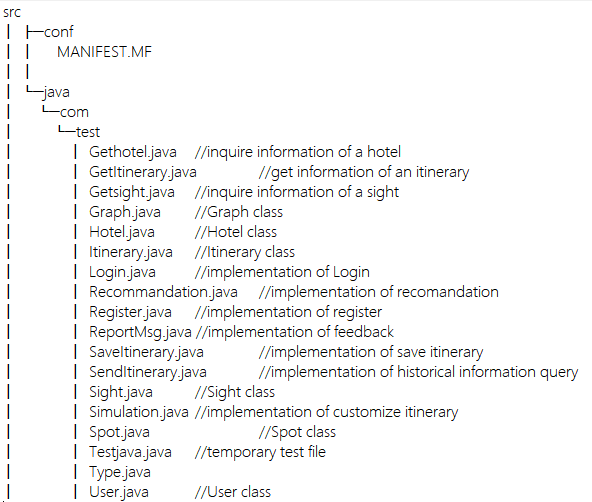 src
├─conf
│ MANIFEST.MF
│
└─java
└─com
└─test
│ Gethotel.java //inquire information of a hotel
│ GetItinerary.java //get information of an itinerary
│ Getsight.java //inquire information of a sight
│ Graph.java //Graph class
│ Hotel.java //Hotel class
│ Itinerary.java //Itinerary class
│ Login.java //implementation of Login
│ Recommandation.java //implementation of recomandation
│ Register.java //implementation of register
│ ReportMsg.java //implementation of feedback
│ SaveItinerary.java //implementation of save itinerary
│ SendItinerary.java //implementation of historical information query
│ Sight.java //Sight class
│ Simulation.java //implementation of customize itinerary
│ Spot.java //Spot class
│ Testjava.java //temporary test file
│ Type.java
│ User.java //User class